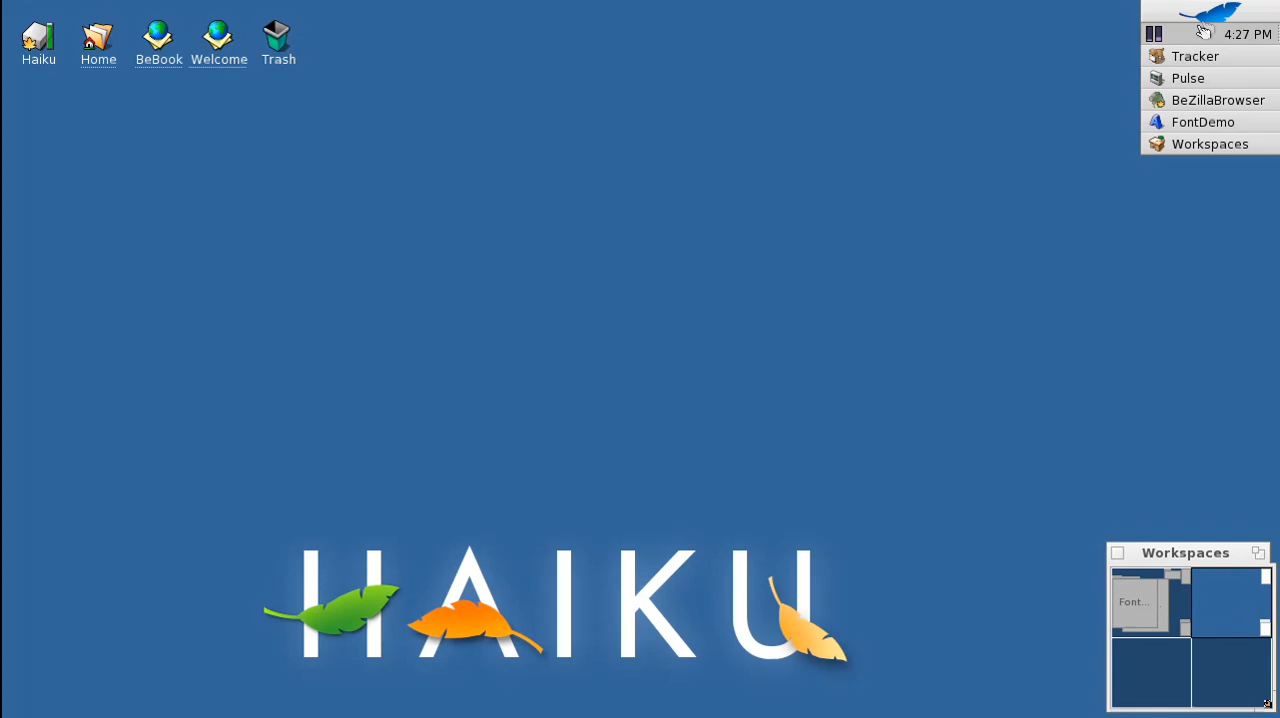 Haiku
Home
BeBook
Welcome
Trash
4:27 PM
Tracker
Pulse
BeZillaBrowser
FontDemo
Workspaces
HAIKU
Workspaces
Font...